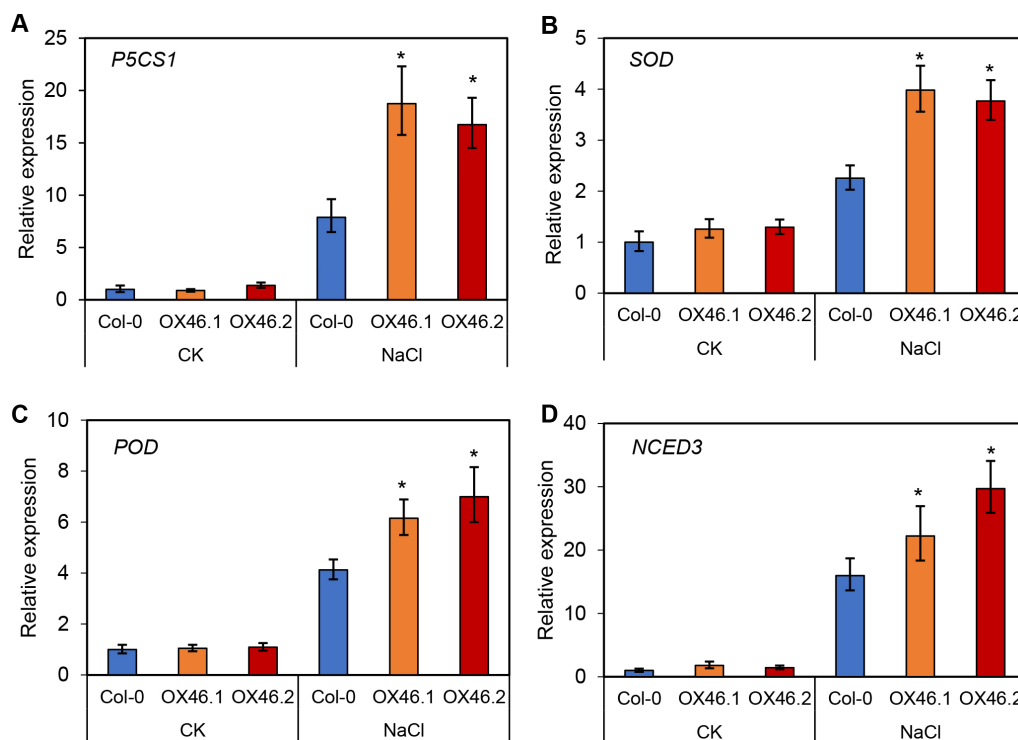 A
P5CS1
Relative expression
25
20
15
10
5
0
*
*
Col-0 OX46.1 OX46.2 Col-0 OX46.1 OX46.2
CK NaCl
B
SOD
Relative expression
5
4
3
2
1
0
*
*
Col-0 OX46.1 OX46.2 Col-0 OX46.1 OX46.2
CK NaCl
C
POD
Relative expression
10
8
6
4
2
0
*
*
Col-0 OX46.1 OX46.2 Col-0 OX46.1 OX46.2
CK NaCl
D
NCED3
Relative expression
40
30
20
10
0
*
*
Col-0 OX46.1 OX46.2 Col-0 OX46.1 OX46.2
CK NaCl